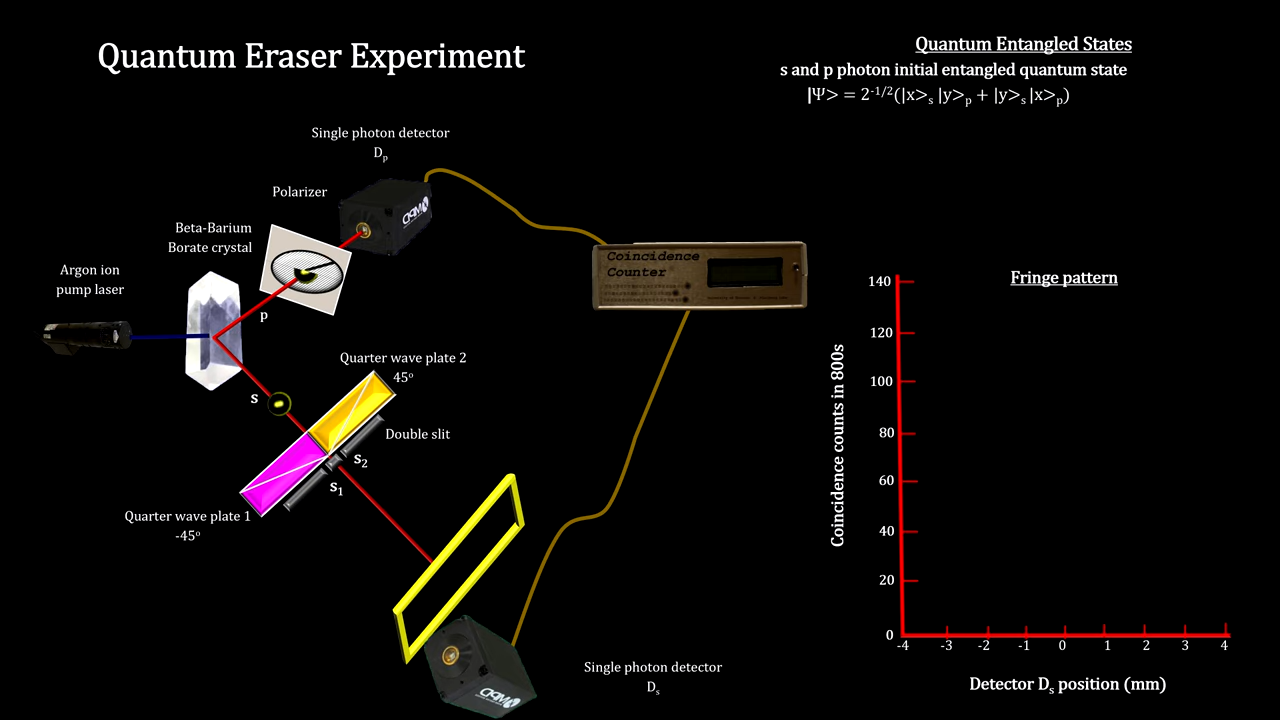 Quantum Eraser Experiment
Quantum Entangled States
s and p photon initial entangled quantum state
|Ψ> = 2-1/2(|x>s |y>p + |y>s |x>p)
Single photon detector
Dp
Polarizer
Beta-Barium
Borate crystal
Argon ion
pump laser
p
s
Quarter wave plate 2
45o
Double slit
s2
s1
Quarter wave plate 1
-45o
Coincidence
Counter
Single photon detector
Ds
Fringe pattern
Coincidence counts in 800s
140
120
100
80
60
40
20
0
-4 -3 -2 -1 0 1 2 3 4
Detector Ds position (mm)